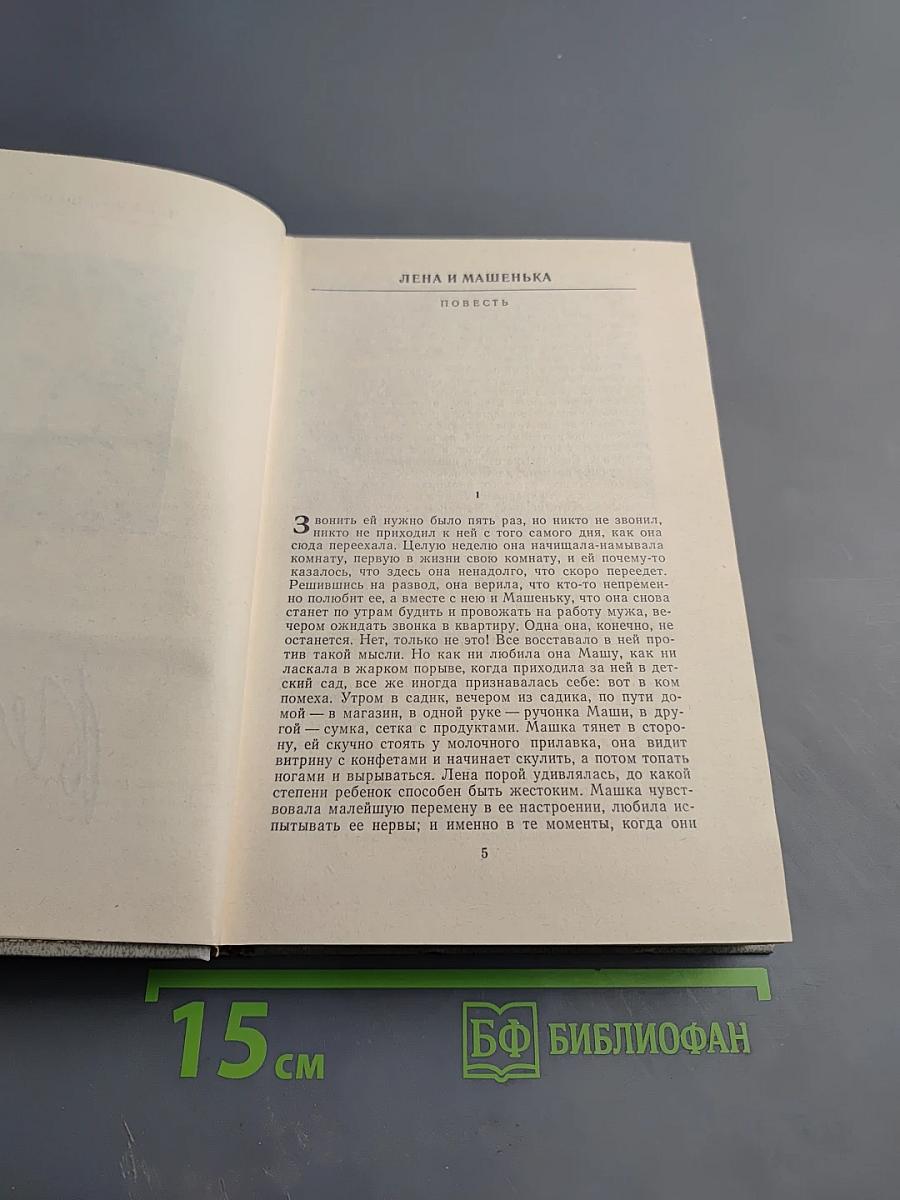 ЛЕНА И МАШЕНЬКА
ПОВЕСТЬ
1
Звонить ей нужно было пять раз, но никто не звонил,
никто не приходил к ней с того самого дня, как она
сюда переехала. Целую неделю она начищала-намывала
комнату, первую в жизни свою комнату, и ей почему-то
казалось, что здесь она ненадолго, что скоро переедет.
Решившись на развод, она верила, что кто-то непремен-
но полюбит ее, а вместе с нею и Машеньку, что она снова
станет по утрам будить и провожать на работу мужа, ве-
чером ожидать звонка в квартиру. Одна она, конечно, не
останется. Нет, только не это! Все восставало в ней про-
тив такой мысли. Но как ни любила она Машу, как ни
ласкала в жарком порыве, когда приходила за ней в дет-
ский сад, все же иногда признавалась себе: вот в ком
помеха. Утром в садик, вечером из садика, по пути до-
мой — в магазин, в одной руке — ручонка Маши, в дру-
гой — сумка, сетка с продуктами. Машка тянет в сторо-
ну, ей скучно стоять у молочного прилавка, она видит
витрину с конфетами и начинает скулить, а потом топать
ногами и вырываться. Лена порой удивлялась, до какой
степени ребенок способен быть жестоким. Машка чувст-
вовала малейшую перемену в ее настроении, любила ис-
пытывать ее нервы; и именно в те моменты, когда они
5
15 см
БФ БИБЛИОФАН